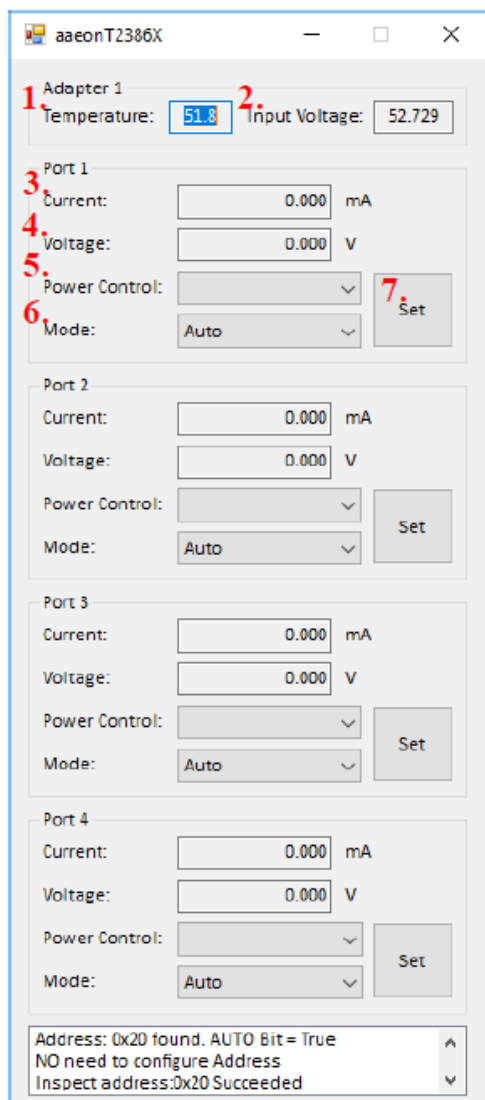 aaeonT2386X
Adapter 1
1. Temperature: 51.8 2. Input Voltage: 52.729
Port 1
3. Current: 0.000 mA
4. Voltage: 0.000 V
5. Power Control:
6. Mode: Auto
7. Set
Port 2
Current: 0.000 mA
Voltage: 0.000 V
Power Control:
Set
Mode: Auto
Port 3
Current: 0.000 mA
Voltage: 0.000 V
Power Control:
Set
Mode: Auto
Port 4
Current: 0.000 mA
Voltage: 0.000 V
Power Control:
Set
Mode: Auto
Address: 0x20 found. AUTO Bit = True
NO need to configure Address
Inspect address:0x20 Succeeded